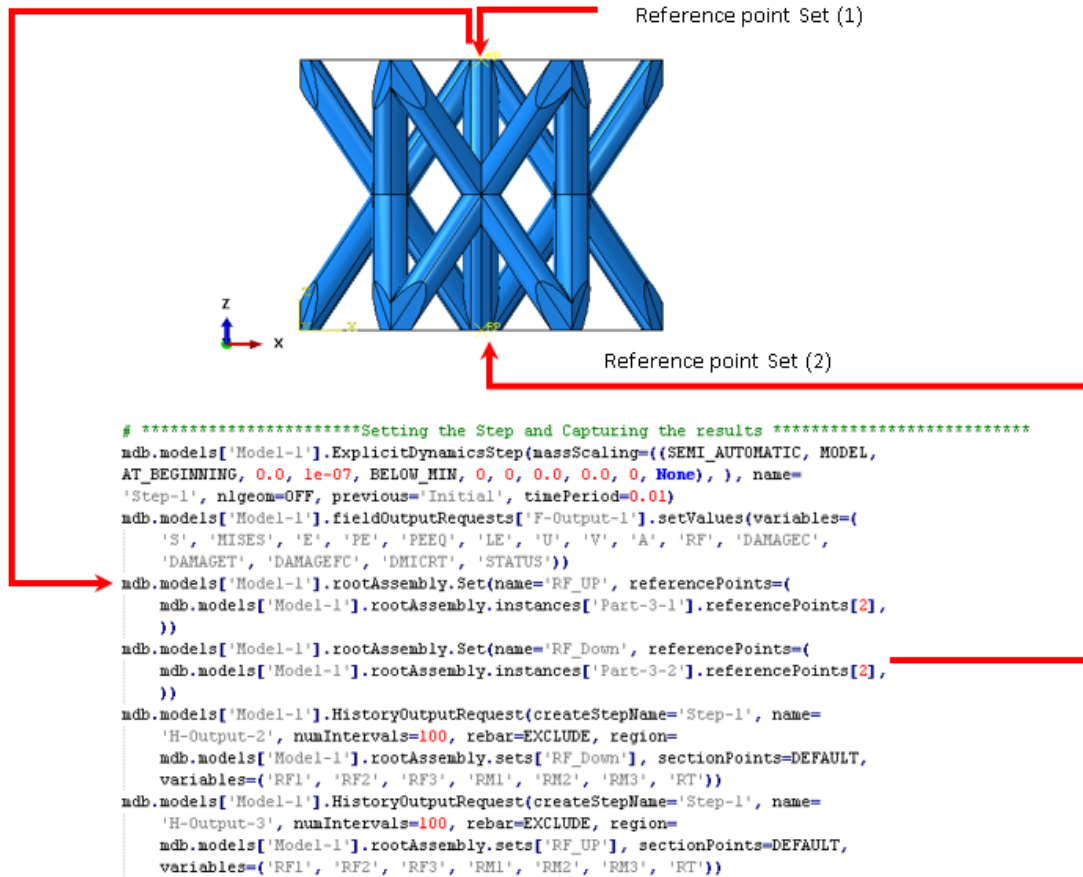 Reference point Set (1)
RP
Z
X
RP
Reference point Set (2)
# ***********************Setting the Step and Capturing the results ***************************
mdb.models['Model-1'].ExplicitDynamicsStep(massScaling=((SEMI_AUTOMATIC, MODEL,
AT_BEGINNING, 0.0, 1e-07, BELOW_MIN, 0, 0, 0.0, 0.0, 0, None), ), name=
'Step-1', nlgeom=OFF, previous='Initial', timePeriod=0.01)
mdb.models['Model-1'].fieldOutputRequests['F-Output-1'].setValues(variables=(
'S', 'MISES', 'E', 'PE', 'PEEQ', 'LE', 'U', 'V', 'A', 'RF', 'DAMAGEC',
'DAMAGET', 'DAMAGEFC', 'DMICRT', 'STATUS'))
mdb.models['Model-1'].rootAssembly.Set(name='RF_UP', referencePoints=(
mdb.models['Model-1'].rootAssembly.instances['Part-3-1'].referencePoints[2],
))
mdb.models['Model-1'].rootAssembly.Set(name='RF_Down', referencePoints=(
mdb.models['Model-1'].rootAssembly.instances['Part-3-2'].referencePoints[2],
))
mdb.models['Model-1'].HistoryOutputRequest(createStepName='Step-1', name=
'H-Output-2', numIntervals=100, rebar=EXCLUDE, region=
mdb.models['Model-1'].rootAssembly.sets['RF_Down'], sectionPoints=DEFAULT,
variables=('RF1', 'RF2', 'RF3', 'RM1', 'RM2', 'RM3', 'RT'))
mdb.models['Model-1'].HistoryOutputRequest(createStepName='Step-1', name=
'H-Output-3', numIntervals=100, rebar=EXCLUDE, region=
mdb.models['Model-1'].rootAssembly.sets['RF_UP'], sectionPoints=DEFAULT,
variables=('RF1', 'RF2', 'RF3', 'RM1', 'RM2', 'RM3', 'RT'))